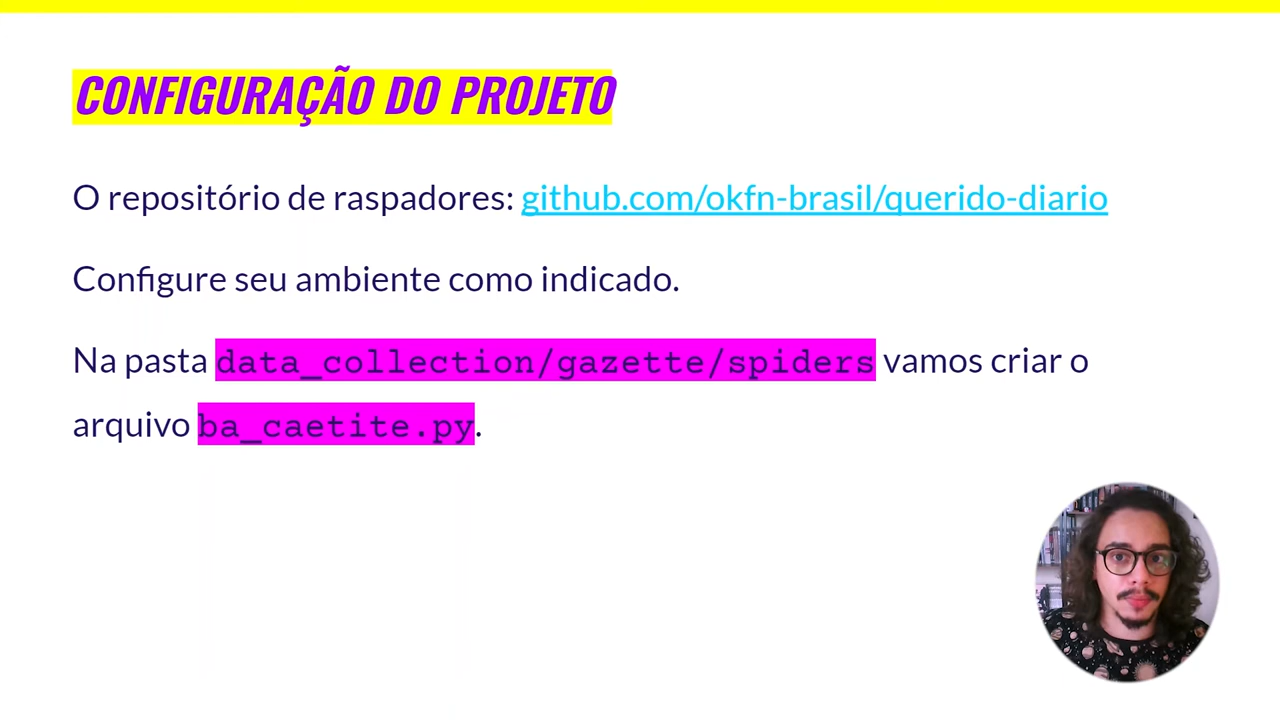 CONFIGURAÇÃO DO PROJETO
O repositório de raspadores: github.com/okfn-brasil/querido-diario
Configure seu ambiente como indicado.
Na pasta data_collection/gazette/spiders vamos criar o
arquivo ba_caetite.py.